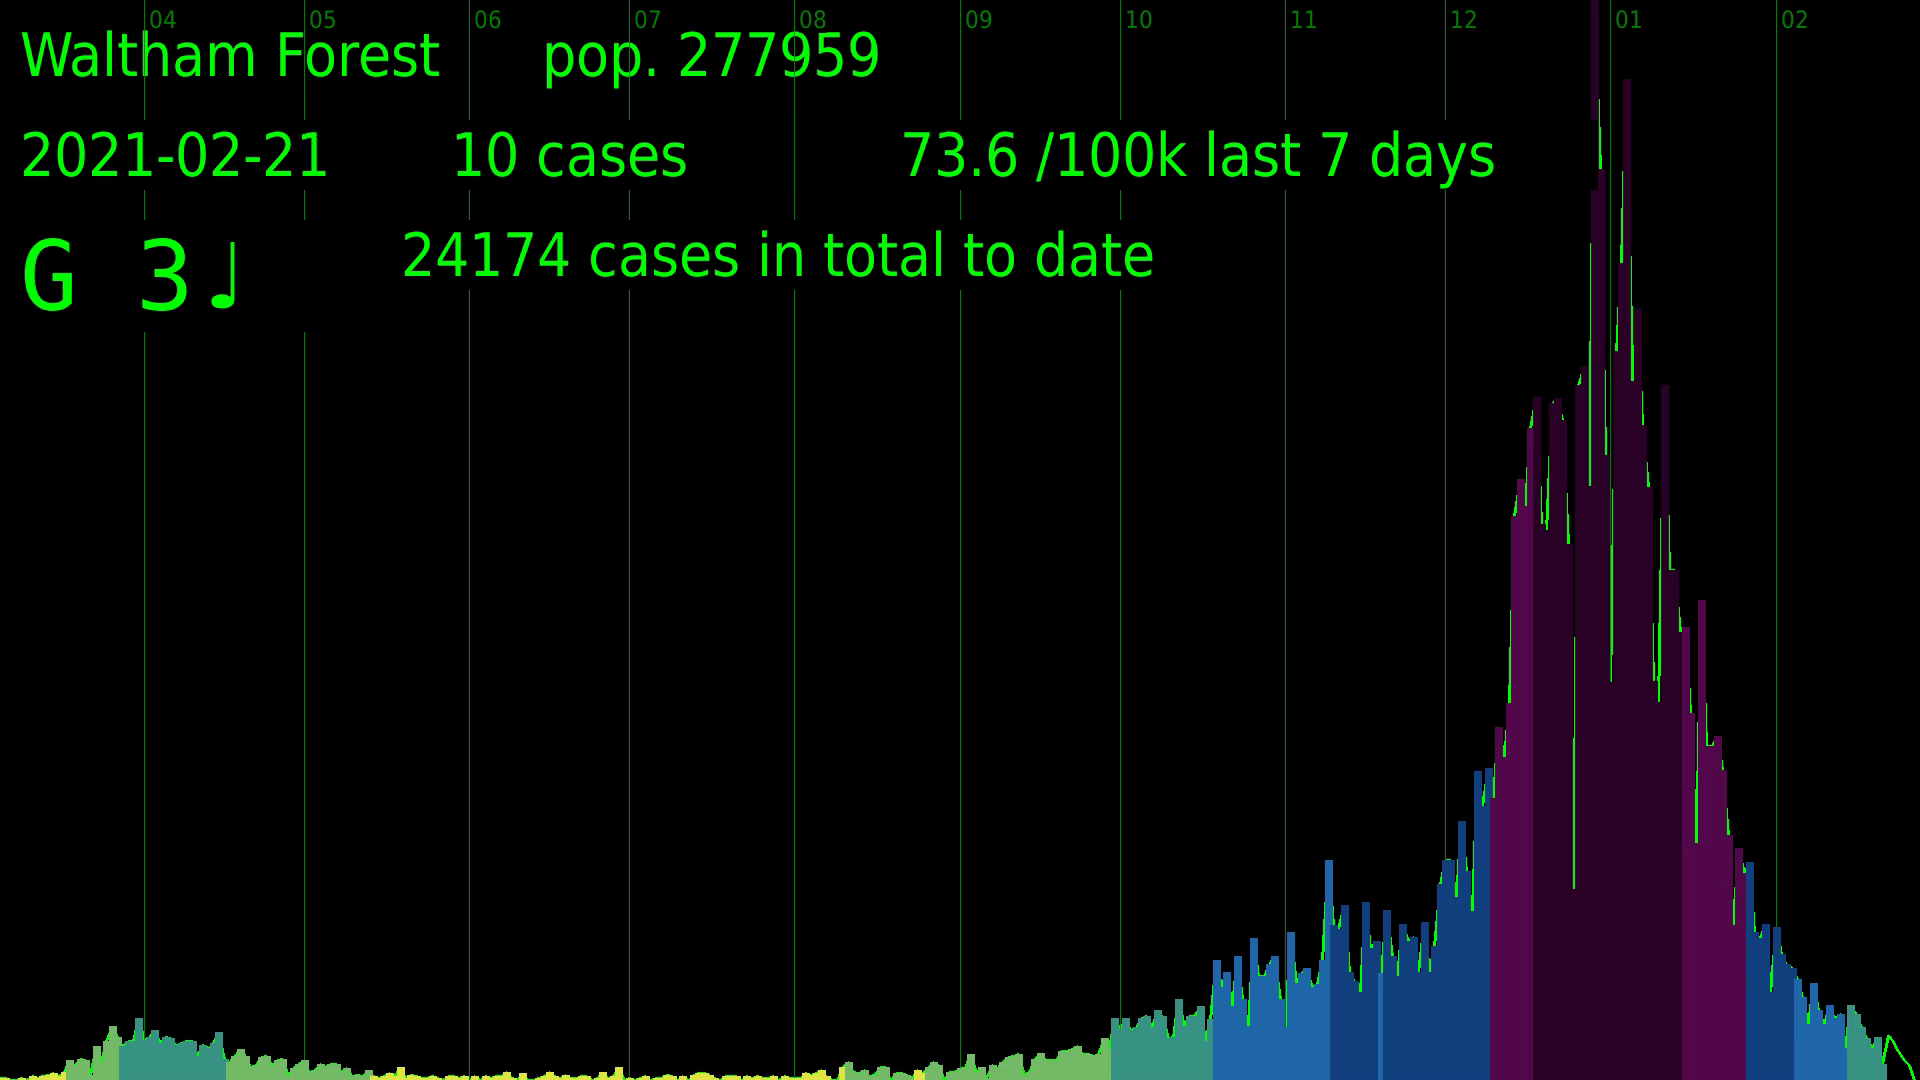 04 05 06 07 08 09 10 11 12 01 02
Waltham Forest pop. 277959
2021-02-21 10 cases 73.6 /100k last 7 days
G 3♩ 24174 cases in total to date